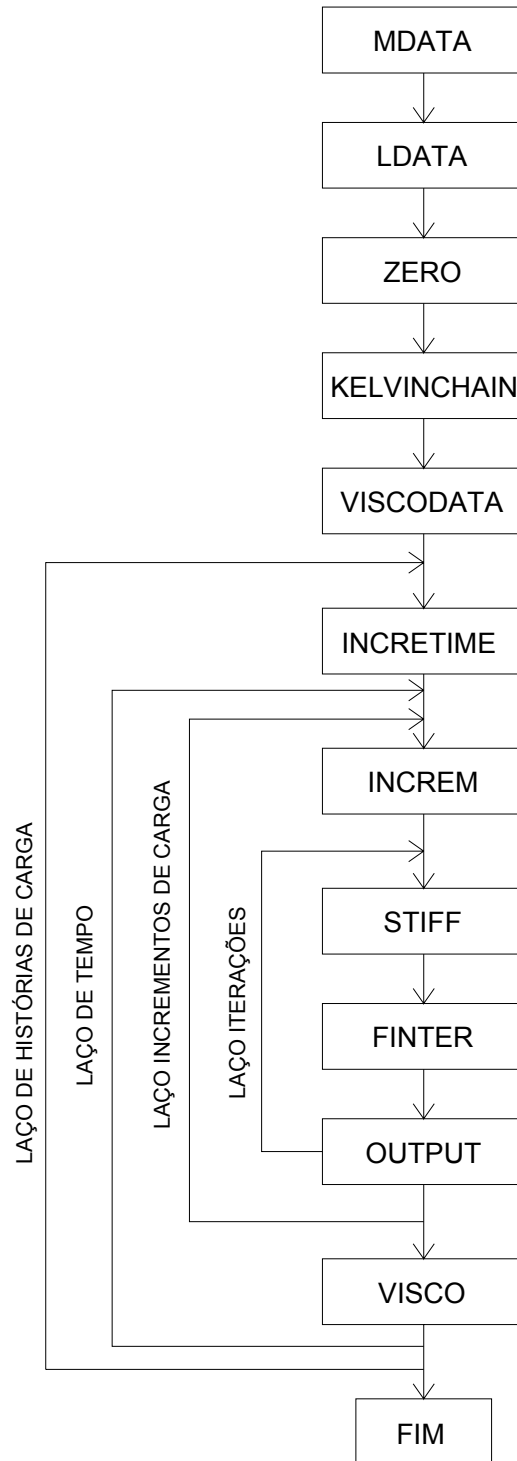 MDATA
LDATA
ZERO
KELVINCHAIN
VISCODATA
INCRETIME
INCREM
STIFF
FINTER
OUTPUT
VISCO
FIM
LAÇO DE HISTÓRIAS DE CARGA
LAÇO DE TEMPO
LAÇO INCREMENTOS DE CARGA
LAÇO ITERAÇÕES